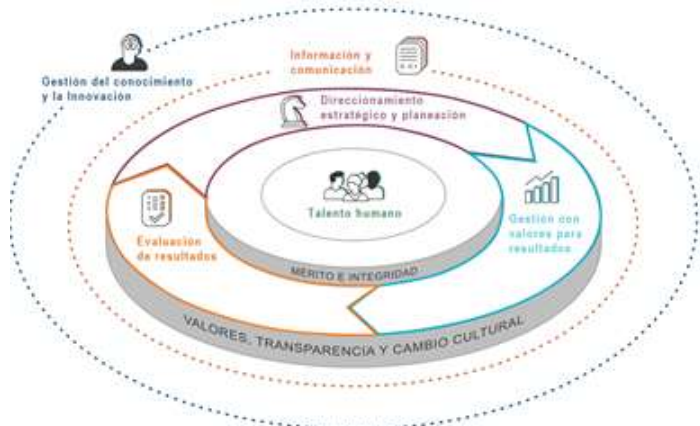 Información y
comunicación
Gestión del conocimiento
y la Innovación
Direccionamiento
estratégico y planeación
Talento humano
Gestión con
valores para
resultados
Evaluación
de resultados
MÉRITO E INTEGRIDAD
VALORES, TRANSPARENCIA Y CAMBIO CULTURAL